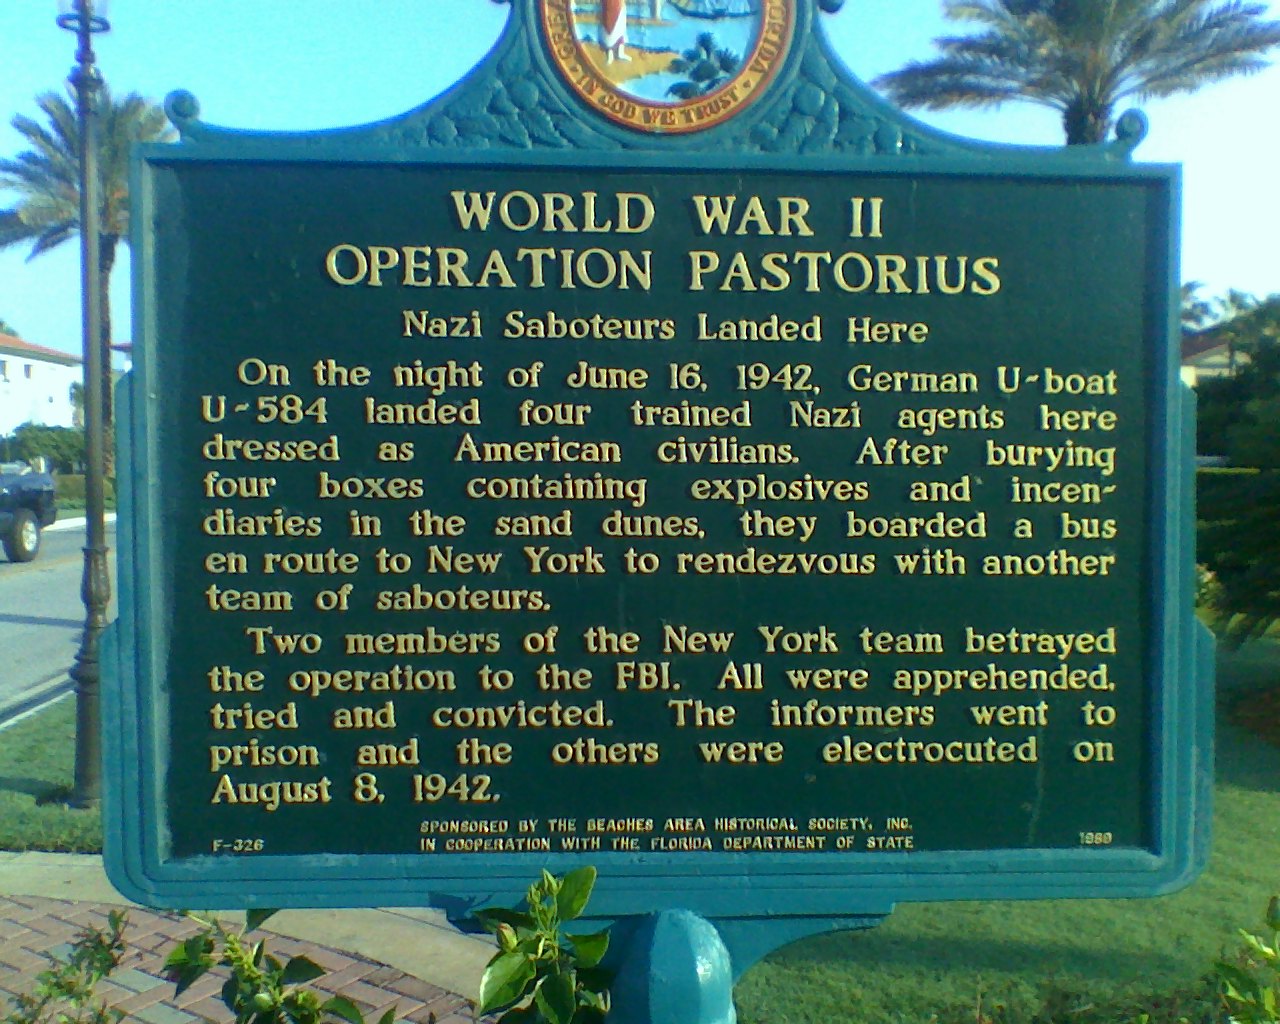 IN GOD WE TRUST
WORLD WAR II
OPERATION PASTORIUS
Nazi Saboteurs Landed Here
On the night of June 16, 1942, German U-boat
U-584 landed four trained Nazi agents here
dressed as American civilians. After burying
four boxes containing explosives and incen-
diaries in the sand dunes, they boarded a bus
en route to New York to rendezvous with another
team of saboteurs.
Two members of the New York team betrayed
the operation to the FBI. All were apprehended,
tried and convicted. The informers went to
prison and the others were electrocuted on
August 8, 1942.
SPONSORED BY THE BEACHES AREA HISTORICAL SOCIETY, INC.
F-326 IN COOPERATION WITH THE FLORIDA DEPARTMENT OF STATE